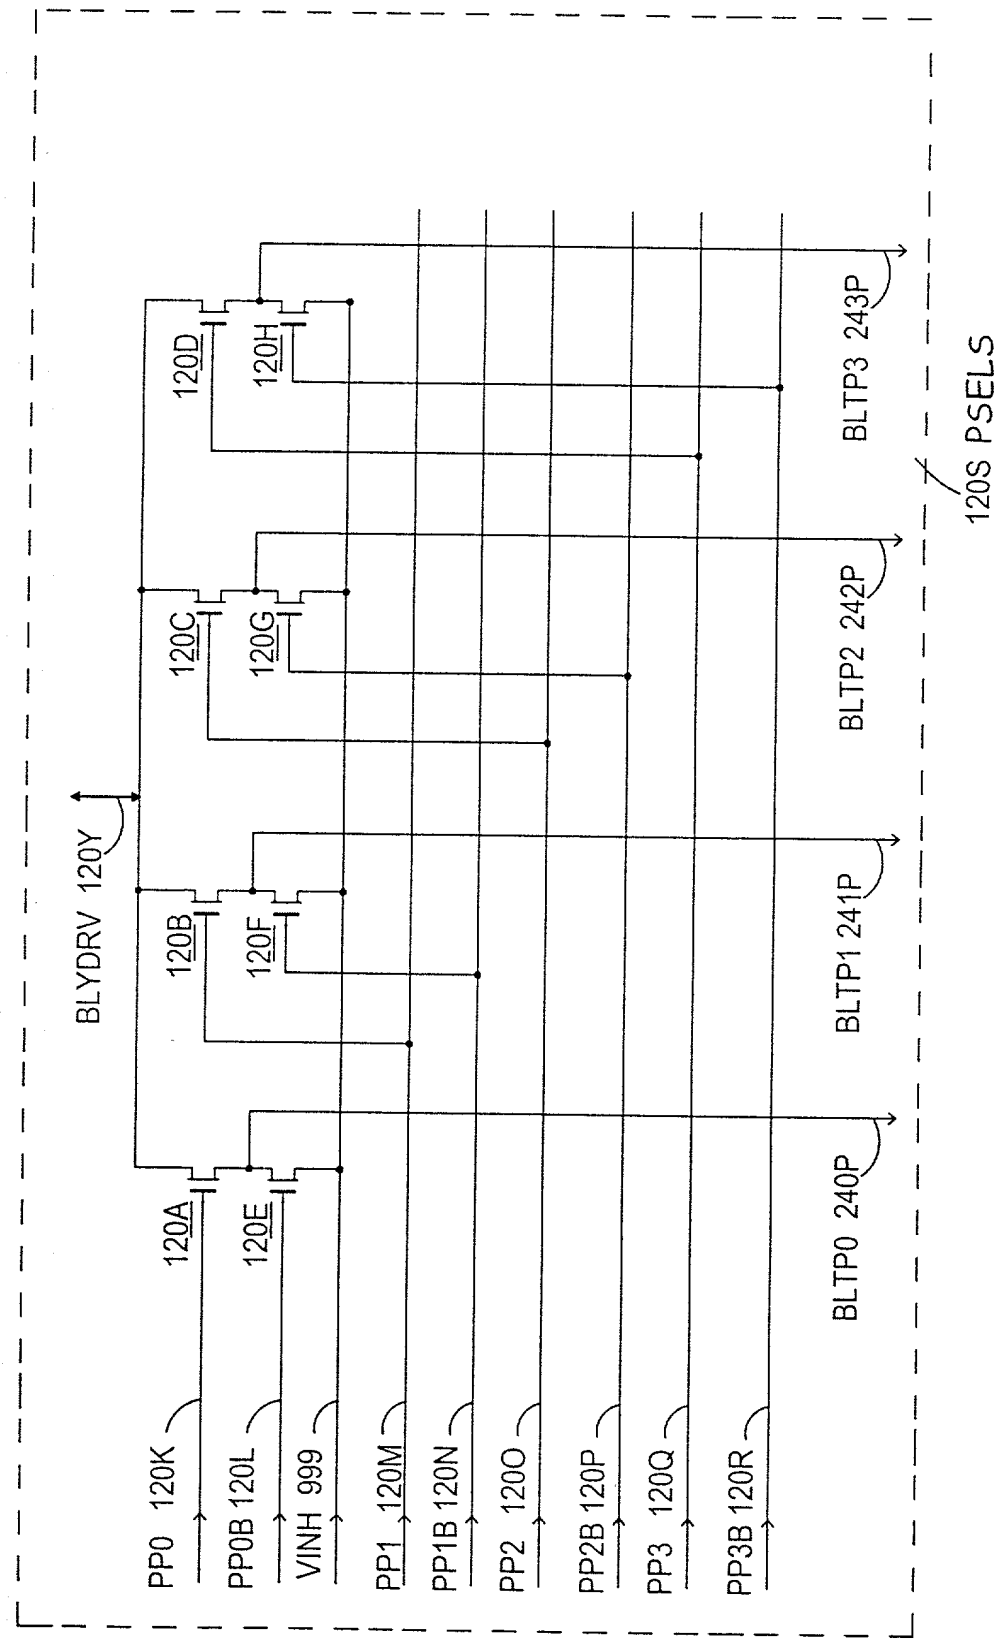 BLYDRV 120Y
120A
120B
120C
120D
120E
120F
120G
120H
PP0 120K
PP0B 120L
VINH 999
PP1 120M
PP1B 120N
PP2 120O
PP2B 120P
PP3 120Q
PP3B 120R
BLTP0 240P
BLTP1 241P
BLTP2 242P
BLTP3 243P
120S PSELS